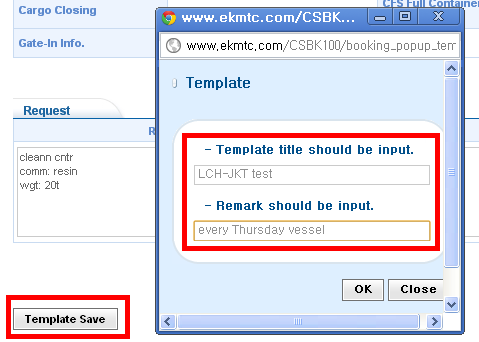 Cargo Closing
Gate-In Info.
CFS Full Container
Request
R
cleann cntr
comm: resin
wgt: 20t
Template Save
www.ekmtc.com/CSBK...
www.ekmtc.com/CSBK100/booking_popup_tem
Template
- Template title should be input.
LCH-JKT test
- Remark should be input.
every Thursday vessel
OK
Close